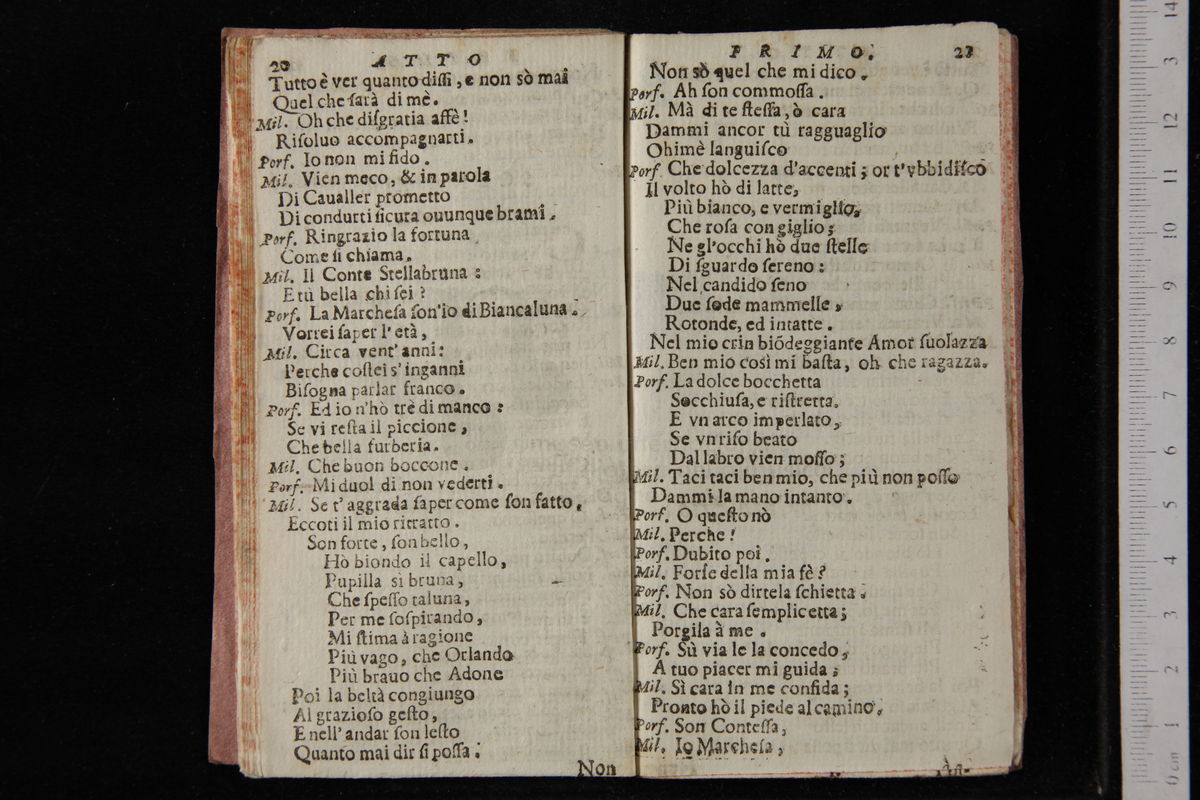 20 ATTO
Tutto è ver quanto dissi, e non sò mai
Quel che sarà di mè.
Mil. Oh che disgratia affè!
Risoluo accompagnarti.
Porf. Io non mi fido.
Mil. Vien meco, & in parola
Di Caualler prometto
Di condurti sicura ouunque brami.
Porf. Ringrazio la fortuna
Come si chiama.
Mil. Il Conte Stellabruna:
E tù bella chi sei?
Porf. La Marchesa son'io di Biancaluna.
Vorrei saper l'età,
Mil. Circa vent'anni:
Perche costei s'inganni
Bisogna parlar franco.
Porf. Ed io n'hò trè di manco:
Se vi resta il piccione,
Che bella furberia.
Mil. Che buon boccone.
Porf. Mi duol di non vederti.
Mil. Se t'aggrada saper come son fatto,
Eccoti il mio ritratto.
Son forte, son bello,
Hò biondo il capello,
Pupilla sì bruna,
Che spesso taluna,
Per me sospirando,
Mi stima à ragione
Più vago, che Orlando
Più brauo che Adone
Poi la beltà congiungo
Al grazioso gesto,
E nell'andar son lesto
Quanto mai dir si possa:
Non
PRIMO. 21
Non sò quel che mi dico.
Porf. Ah son commossa.
Mil. Mà di te stessa, ò cara
Dammi ancor tù ragguaglio
Ohimè languisco
Porf. Che dolcezza d'accenti; or t'vbbidisco
Il volto hò di latte,
Più bianco, e vermiglio,
Che rosa con giglio;
Ne gl'occhi hò due stelle
Di sguardo sereno:
Nel candido seno
Due sode mammelle,
Rotonde, ed intatte.
Nel mio crin biõdeggiante Amor suolazza
Mil. Ben mio così mi basta, oh che ragazza.
Porf. La dolce bocchetta
Socchiusa, e ristretta,
E vn arco imperlato,
Se vn riso beato
Dal labro vien mosso;
Mil. Taci taci ben mio, che più non posso
Dammi la mano intanto.
Porf. O questo nò
Mil. Perche!
Porf. Dubito poi.
Mil. Forse della mia fè?
Porf. Non sò dirtela schietta.
Mil. Che cara semplicetta;
Porgila à me.
Porf. Sù via le la concedo,
A tuo piacer mi guida;
Mil. Sì cara in me confida;
Pronto hò il piede al camino,
Porf. Son Contessa,
Mil. Io Marchesa,